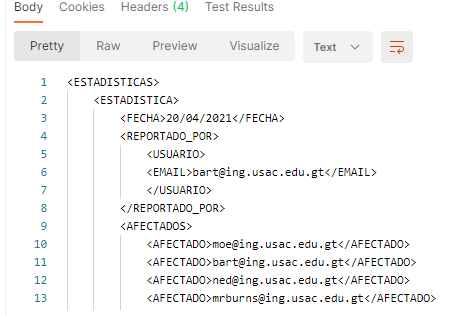 Body Cookies Headers (4) Test Results
Pretty Raw Preview Visualize Text
1 <ESTADISTICAS>
2 <ESTADISTICA>
3 <FECHA>20/04/2021</FECHA>
4 <REPORTADO_POR>
5 <USUARIO>
6 <EMAIL>bart@ing.usac.edu.gt</EMAIL>
7 </USUARIO>
8 </REPORTADO_POR>
9 <AFECTADOS>
10 <AFECTADO>moe@ing.usac.edu.gt</AFECTADO>
11 <AFECTADO>bart@ing.usac.edu.gt</AFECTADO>
12 <AFECTADO>ned@ing.usac.edu.gt</AFECTADO>
13 <AFECTADO>mrburns@ing.usac.edu.gt</AFECTADO>